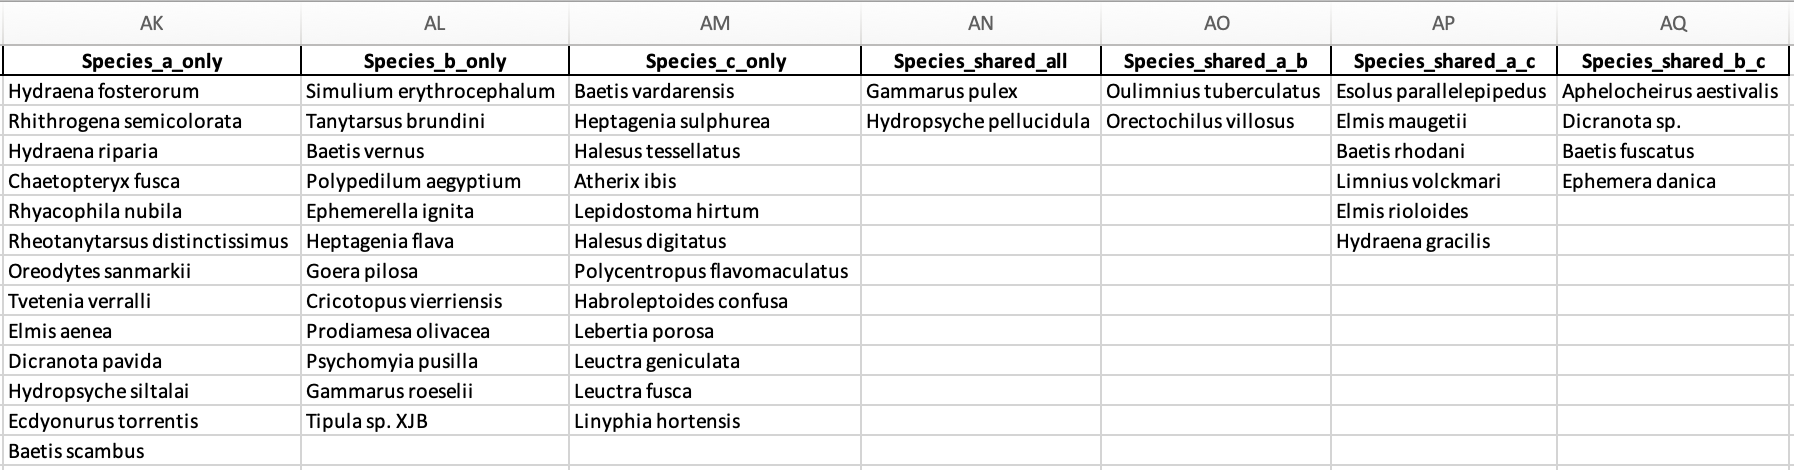 AK AL AM AN AO AP AQ
Species_a_only Species_b_only Species_c_only Species_shared_all Species_shared_a_b Species_shared_a_c Species_shared_b_c
Hydraena fosterorum Simulium erythrocephalum Baetis vardarensis Gammarus pulex Oulimnius tuberculatus Esolus parallelepipedus Aphelocheirus aestivalis
Rhithrogena semicolorata Tanytarsus brundini Heptagenia sulphurea Hydropsyche pellucidula Orectochilus villosus Elmis maugetii Dicranota sp.
Hydraena riparia Baetis vernus Halesus tessellatus Baetis rhodani Baetis fuscatus
Chaetopteryx fusca Polypedilum aegyptium Atherix ibis Limnius volckmari Ephemera danica
Rhyacophila nubila Ephemerella ignita Lepidostoma hirtum Elmis rioloides
Rheotanytarsus distinctissimus Heptagenia flava Halesus digitatus Hydraena gracilis
Oreodytes sanmarkii Goera pilosa Polycentropus flavomaculatus
Tvetenia verralli Cricotopus vierriensis Habroleptoides confusa
Elmis aenea Prodiamesa olivacea Lebertia porosa
Dicranota pavida Psychomyia pusilla Leuctra geniculata
Hydropsyche siltalai Gammarus roeselii Leuctra fusca
Ecdyonurus torrentis Tipula sp. XJB Linyphia hortensis
Baetis scambus